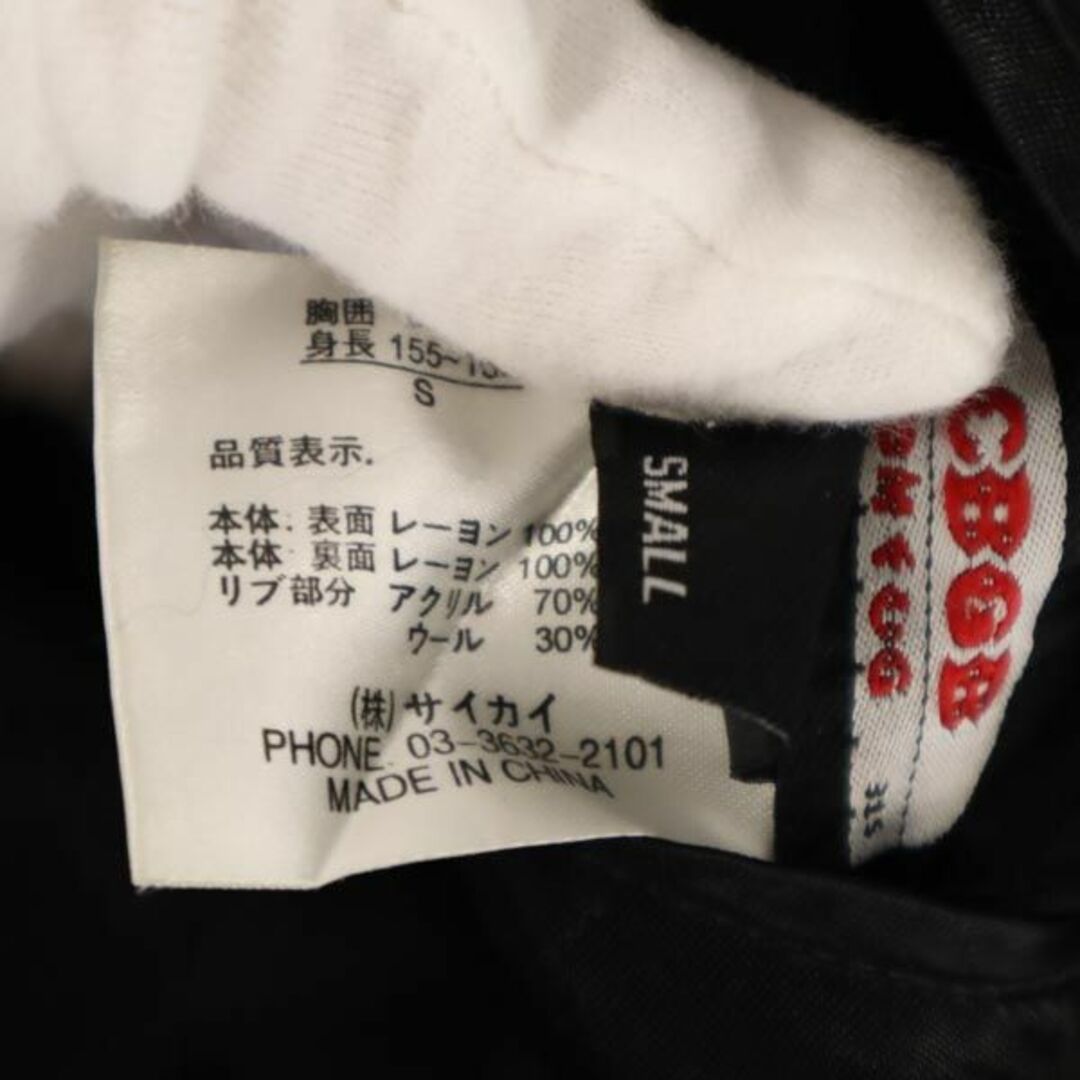 胸囲
身長 155~
S
品質表示.
本体: 表面 レーヨン 100%
本体: 裏面 レーヨン 100%
リブ部分 アクリル 70%
ウール 30%
(株)サイカイ
PHONE. 03-3632-2101
MADE IN CHINA
SMALL
CBGB
315